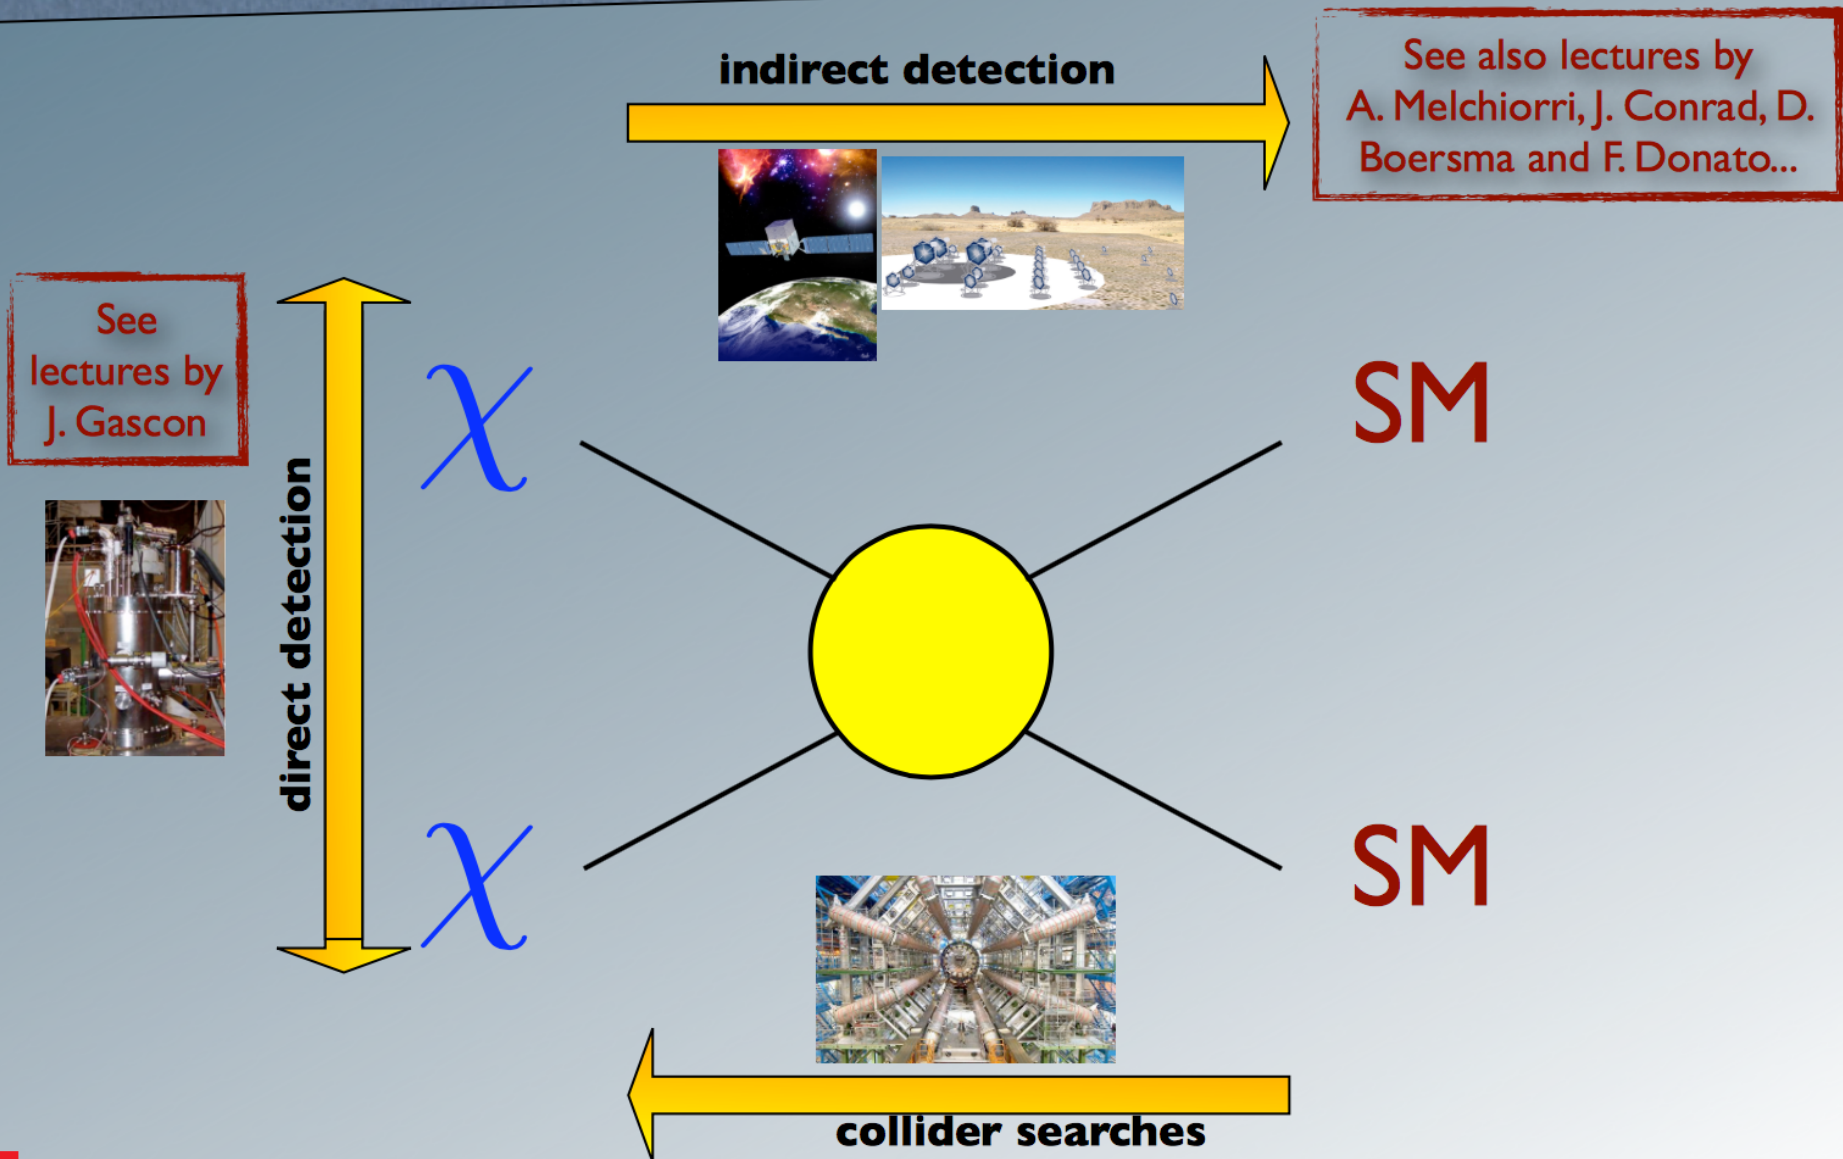 indirect detection
See also lectures by
A. Melchiorri, J. Conrad, D.
Boersma and F. Donato...
See
lectures by
J. Gascon
direct detection
χ
SM
χ
SM
collider searches